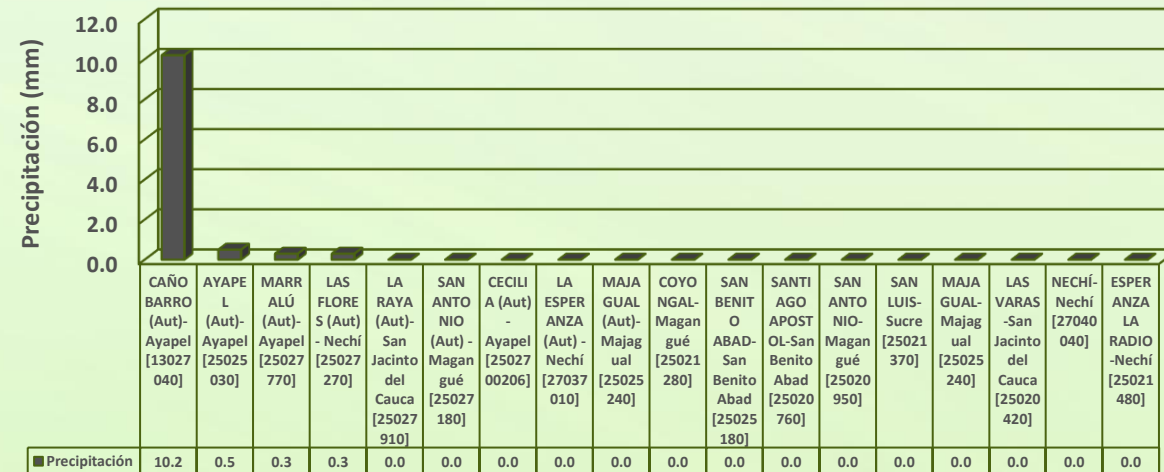 Precipitación (mm)
12.0
10.0
8.0
6.0
4.0
2.0
0.0
CAÑO
BARRO
(Aut)-
Ayapel
[13027
040]
AYAPE
L
(Aut)-
Ayapel
[25025
030]
MARR
ALÚ
(Aut)-
Ayapel
[25027
770]
LAS
FLORE
S (Aut)
- Nechí
[25027
270]
LA
RAYA
(Aut)-
San
Jacinto
del
Cauca
[25027
910]
SAN
ANTO
NIO
(Aut) -
Magan
gué
[25027
180]
CECILI
A (Aut)
-
Ayapel
[25027
00206]
LA
ESPER
ANZA
(Aut) -
Nechí
[27037
010]
MAJA
GUAL
(Aut)-
Majag
ual
[25025
240]
COYO
NGAL-
Magan
gué
[25021
280]
SAN
BENIT
O
ABAD-
San
Benito
Abad
[25025
180]
SANTI
AGO
APOST
OL-San
Benito
Abad
[25020
760]
SAN
ANTO
NIO-
Magan
gué
[25020
950]
SAN
LUIS-
Sucre
[25021
370]
MAJA
GUAL-
Majag
ual
[25025
240]
LAS
VARAS
-San
Jacinto
del
Cauca
[25020
420]
NECHÍ-
Nechí
[27040
040]
ESPER
ANZA
LA
RADIO
-Nechí
[25021
480]
Precipitación 10.2 0.5 0.3 0.3 0.0 0.0 0.0 0.0 0.0 0.0 0.0 0.0 0.0 0.0 0.0 0.0 0.0 0.0